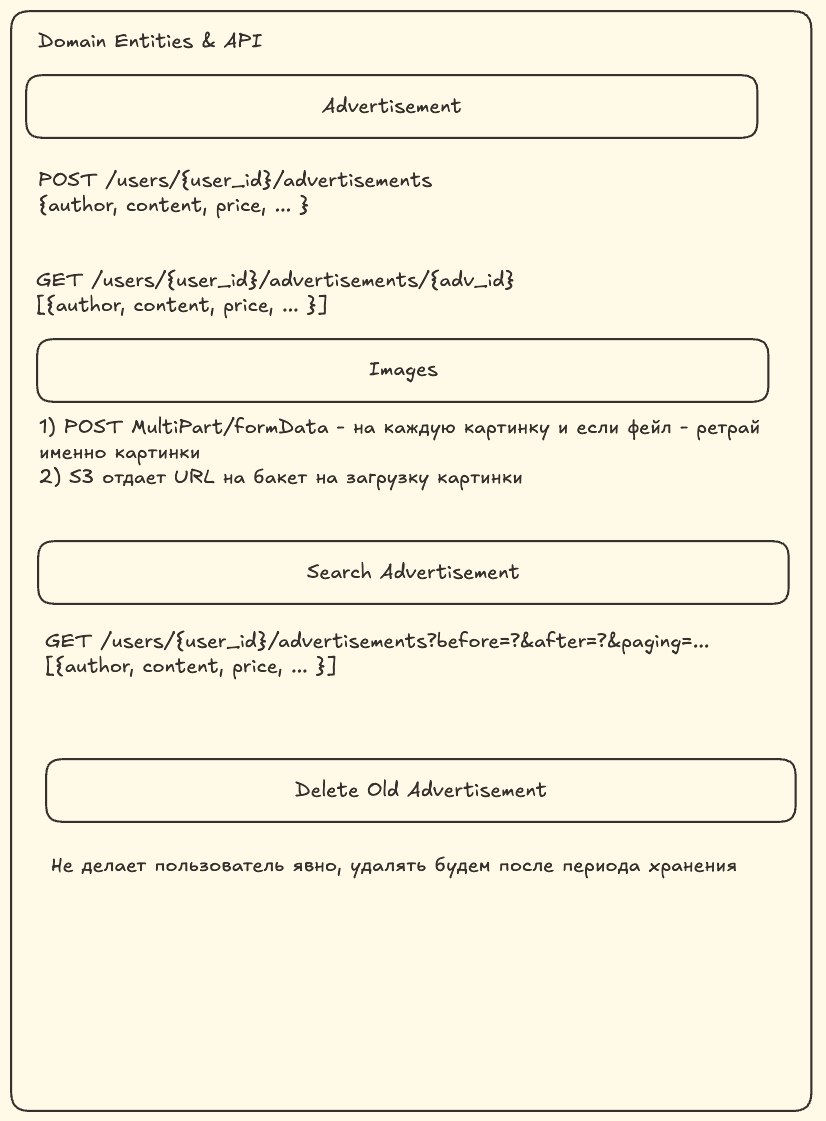 Domain Entities & API
Advertisement
POST /users/{user_id}/advertisements
{author, content, price, ... }
GET /users/{user_id}/advertisements/{adv_id}
[{author, content, price, ... }]
Images
1) POST MultiPart/formData - на каждую картинку и если фейл - ретрай
именно картинки
2) S3 отдает URL на бакет на загрузку картинки
Search Advertisement
GET /users/{user_id}/advertisements?before=?&after=?&paging=...
[{author, content, price, ... }]
Delete Old Advertisement
Не делает пользователь явно, удалять будем после периода хранения